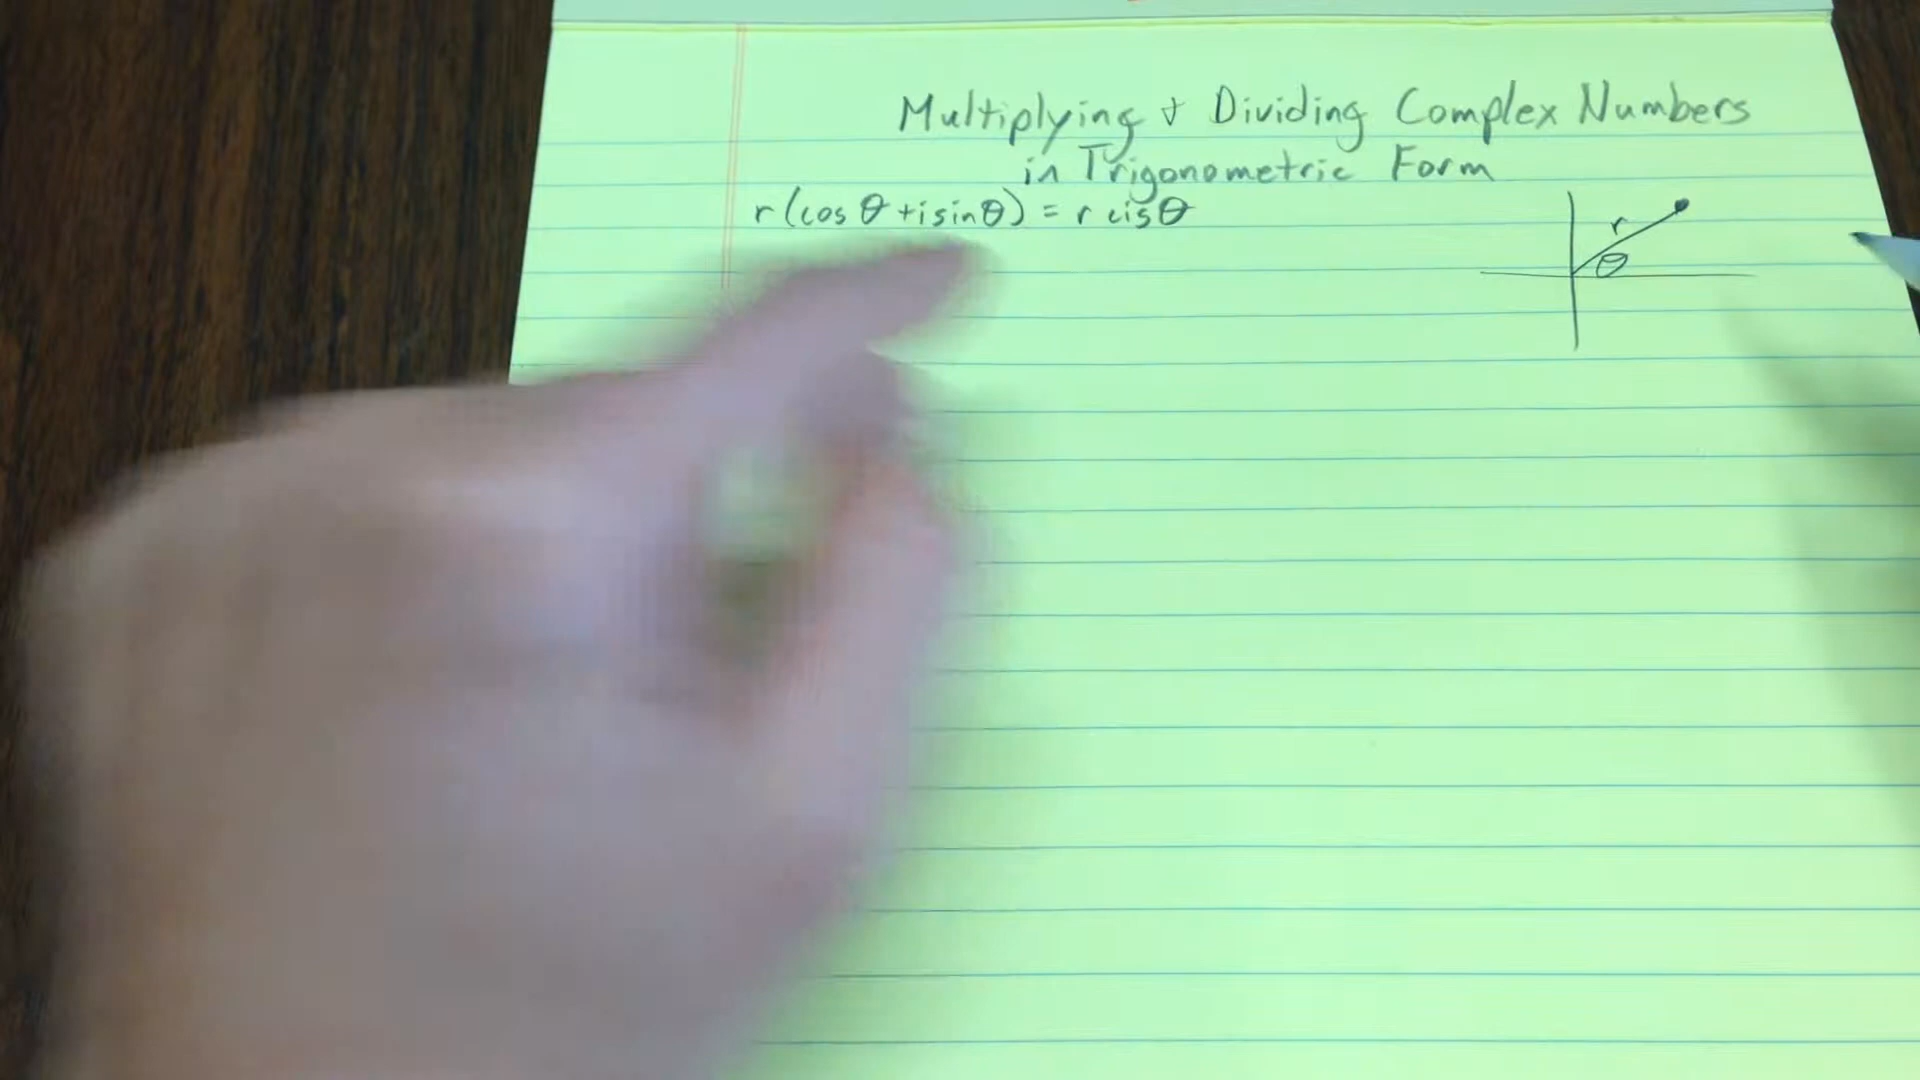 Multiplying & Dividing Complex Numbers
in Trigonometric Form
r(cos θ + i sin θ) = r cis θ
r
θ